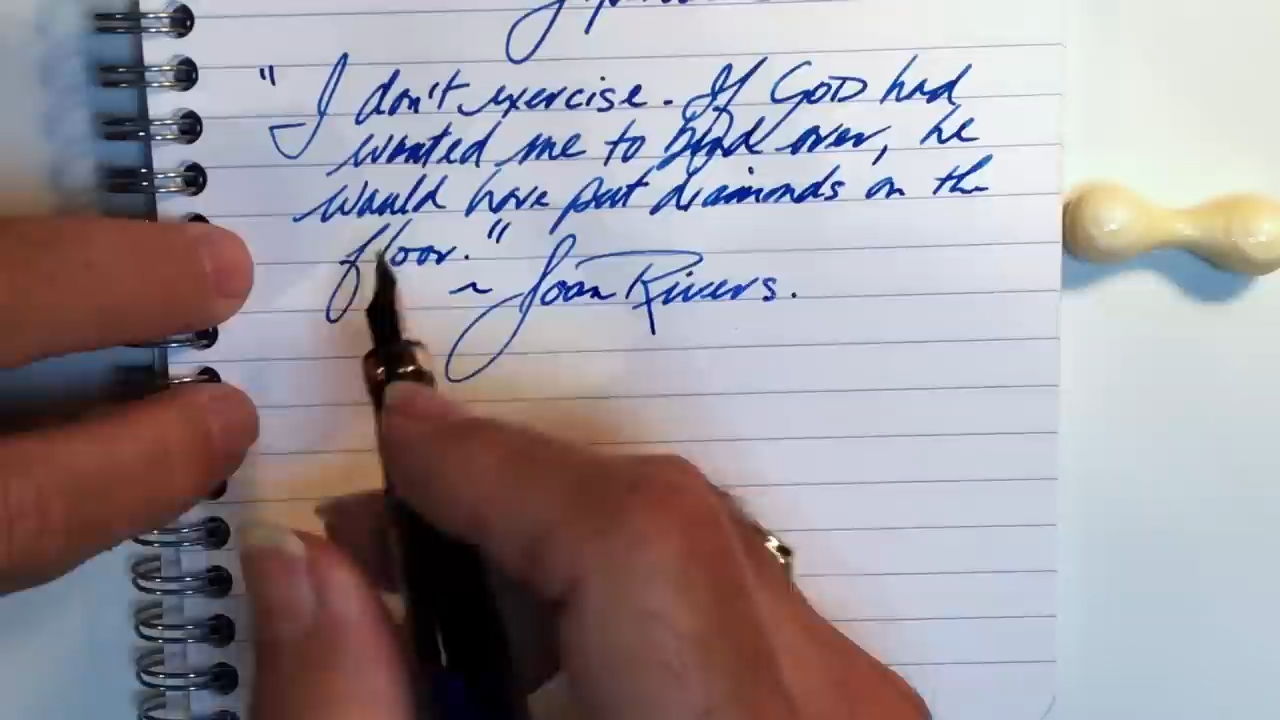 " I don't exercise. If GOD had
wanted me to bend over, he
would have put diamonds on the
floor."
~ Joan Rivers.